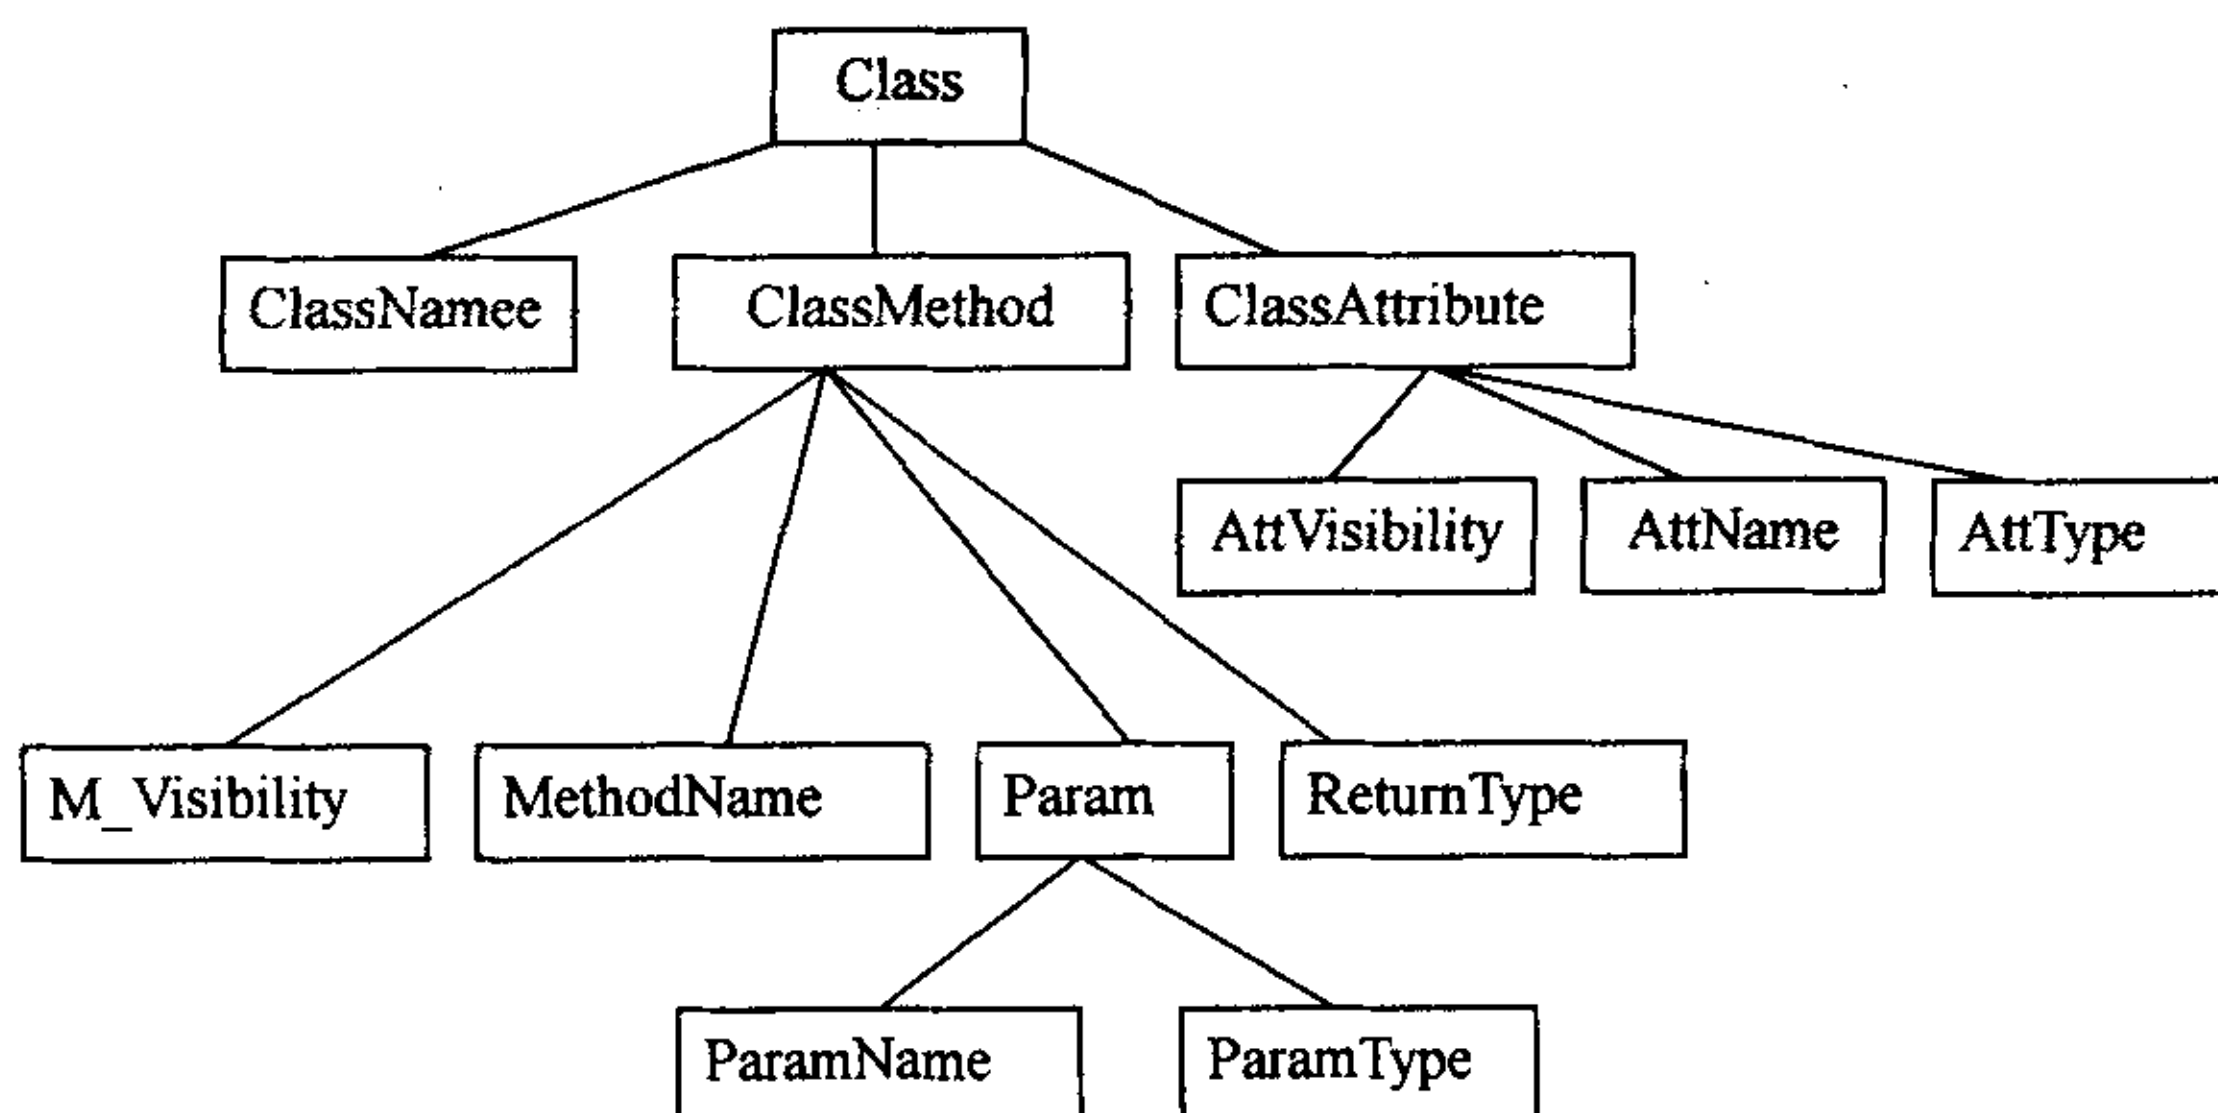 Class
ClassNamee
ClassMethod
ClassAttribute
AttVisibility
AttName
AttType
M_Visibility
MethodName
Param
ReturnType
ParamName
ParamType